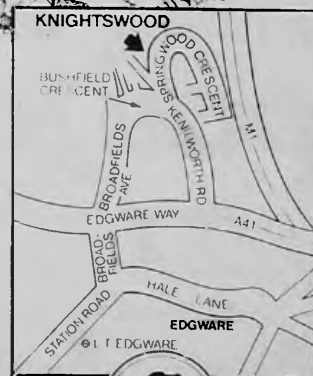 KNIGHTSWOOD
SPRINGWOOD CRESCENT
BUSHFIELD
CRESCENT
KENILWORTH RD
M1
BROADFIELDS
AVE
EDGWARE WAY
A41
BROAD-
FIELDS
HALE LANE
STATION ROAD
EDGWARE
L T EDGWARE